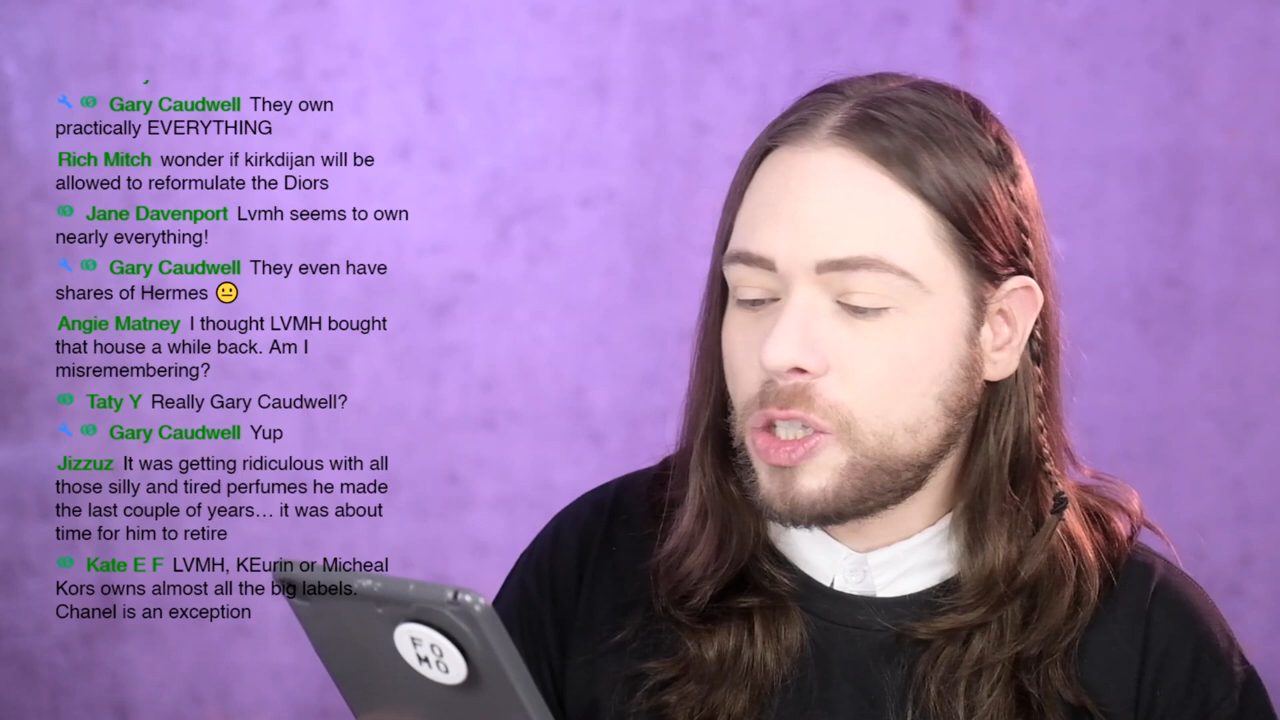 Gary Caudwell They own
practically EVERYTHING
Rich Mitch wonder if kirkdijan will be
allowed to reformulate the Diors
Jane Davenport Lvmh seems to own
nearly everything!
Gary Caudwell They even have
shares of Hermes 😐
Angie Matney I thought LVMH bought
that house a while back. Am I
misremembering?
Taty Y Really Gary Caudwell?
Gary Caudwell Yup
Jizzuz It was getting ridiculous with all
those silly and tired perfumes he made
the last couple of years… it was about
time for him to retire
Kate E F LVMH, KEurin or Micheal
Kors owns almost all the big labels.
Chanel is an exception
FO
MO